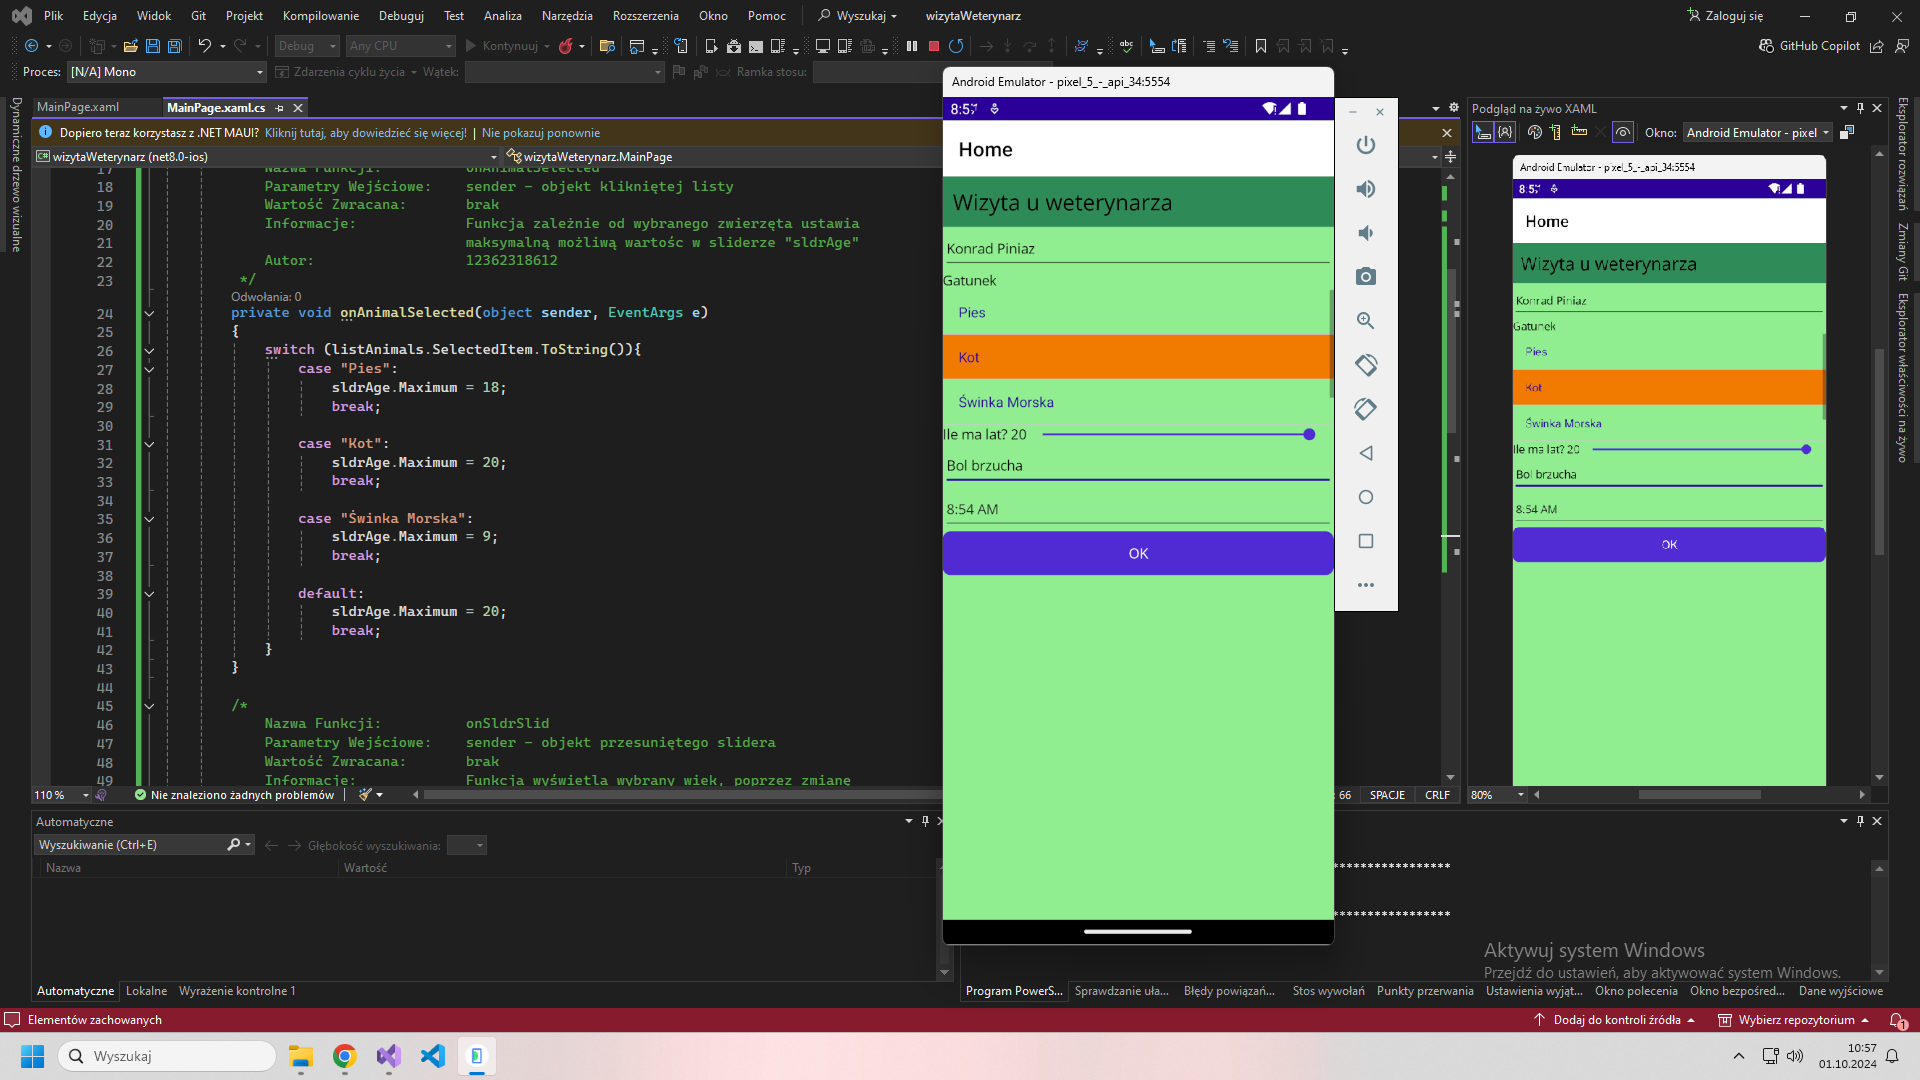 Plik Edycja Widok Git Projekt Kompilowanie Debuguj Test Analiza Narzędzia Rozszerzenia Okno Pomoc Wyszukaj wizytaWeterynarz Zaloguj się
Debug Any CPU Kontynuuj GitHub Copilot
Proces: [N/A] Mono Zdarzenia cyklu życia Wątek: Ramka stosu:
Dynamiczne drzewo wizualne
MainPage.xaml MainPage.xaml.cs
Dopiero teraz korzystasz z .NET MAUI? Kliknij tutaj, aby dowiedzieć się więcej! | Nie pokazuj ponownie
wizytaWeterynarz (net8.0-ios) wizytaWeterynarz.MainPage
17 Nazwa Funkcji: onAnimalSelected
18 Parametry Wejściowe: sender - objekt klikniętej listy
19 Wartość Zwracana: brak
20 Informacje: Funkcja zależnie od wybranego zwierzęta ustawia
21 maksymalną możliwą wartośc w sliderze "sldrAge"
22 Autor: 12362318612
23 */
Odwołania: 0
24 private void onAnimalSelected(object sender, EventArgs e)
25 {
26 switch (listAnimals.SelectedItem.ToString()){
27 case "Pies":
28 sldrAge.Maximum = 18;
29 break;
30
31 case "Kot":
32 sldrAge.Maximum = 20;
33 break;
34
35 case "Świnka Morska":
36 sldrAge.Maximum = 9;
37 break;
38
39 default:
40 sldrAge.Maximum = 20;
41 break;
42 }
43 }
44
45 /*
46 Nazwa Funkcji: onSldrSlid
47 Parametry Wejściowe: sender - objekt przesuniętego slidera
48 Wartość Zwracana: brak
49 Informacje: Funkcja wyświetla wybrany wiek, poprzez zmianę
110 % Nie znaleziono żadnych problemów
: 66 SPACJE CRLF
Android Emulator - pixel_5_-_api_34:5554
Home
Wizyta u weterynarza
Konrad Piniaz
Gatunek
Pies
Kot
Świnka Morska
Ile ma lat? 20
Bol brzucha
8:54 AM
OK
Podgląd na żywo XAML
Okno: Android Emulator - pixel
Android Emulator - pixel_5_-_api_34:5554
Home
Wizyta u weterynarza
Konrad Piniaz
Gatunek
Pies
Kot
Świnka Morska
Ile ma lat? 20
Bol brzucha
8:54 AM
OK
80%
Eksplorator rozwiązań
Zmiany Git
Eksplorator właściwości na żywo
Automatyczne
Wyszukiwanie (Ctrl+E) Głębokość wyszukiwania:
Nazwa Wartość Typ
Automatyczne Lokalne Wyrażenie kontrolne 1
*****************
*****************
Aktywuj system Windows
Przejdź do ustawień, aby aktywować system Windows.
Program PowerS... Sprawdzanie uła... Błędy powiązań... Stos wywołań Punkty przerwania Ustawienia wyjąt... Okno polecenia Okno bezpośred... Dane wyjściowe
Elementów zachowanych Dodaj do kontroli źródła Wybierz repozytorium 1
Wyszukaj
10:57
01.10.2024